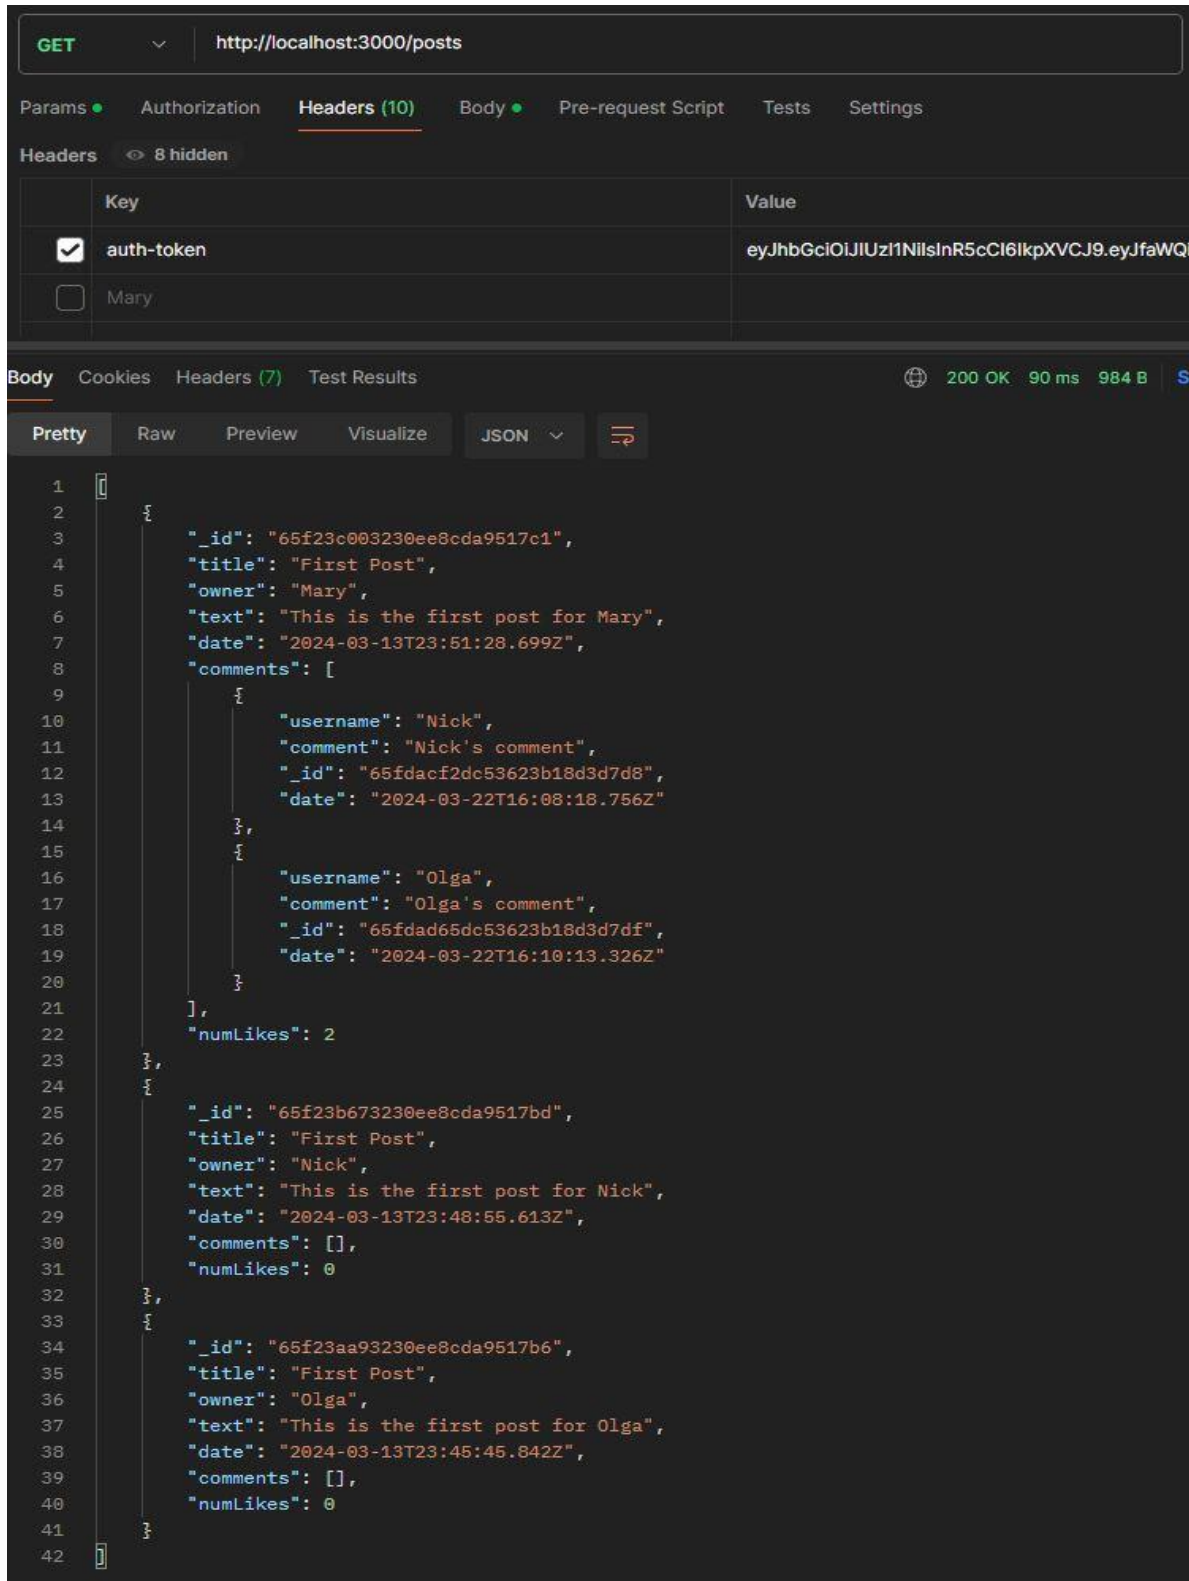 GET http://localhost:3000/posts
Params Authorization Headers (10) Body Pre-request Script Tests Settings
Headers 8 hidden
Key Value
auth-token eyJhbGciOiJIUzI1NiIsInR5cCI6IkpXVCJ9.eyJfaWQi
Mary
Body Cookies Headers (7) Test Results 200 OK 90 ms 984 B S
Pretty Raw Preview Visualize JSON
1 [
2 {
3 "_id": "65f23c003230ee8cda9517c1",
4 "title": "First Post",
5 "owner": "Mary",
6 "text": "This is the first post for Mary",
7 "date": "2024-03-13T23:51:28.699Z",
8 "comments": [
9 {
10 "username": "Nick",
11 "comment": "Nick's comment",
12 "_id": "65fdacf2dc53623b18d3d7d8",
13 "date": "2024-03-22T16:08:18.756Z"
14 },
15 {
16 "username": "Olga",
17 "comment": "Olga's comment",
18 "_id": "65fdad65dc53623b18d3d7df",
19 "date": "2024-03-22T16:10:13.326Z"
20 }
21 ],
22 "numLikes": 2
23 },
24 {
25 "_id": "65f23b673230ee8cda9517bd",
26 "title": "First Post",
27 "owner": "Nick",
28 "text": "This is the first post for Nick",
29 "date": "2024-03-13T23:48:55.613Z",
30 "comments": [],
31 "numLikes": 0
32 },
33 {
34 "_id": "65f23aa93230ee8cda9517b6",
35 "title": "First Post",
36 "owner": "Olga",
37 "text": "This is the first post for Olga",
38 "date": "2024-03-13T23:45:45.842Z",
39 "comments": [],
40 "numLikes": 0
41 }
42 ]